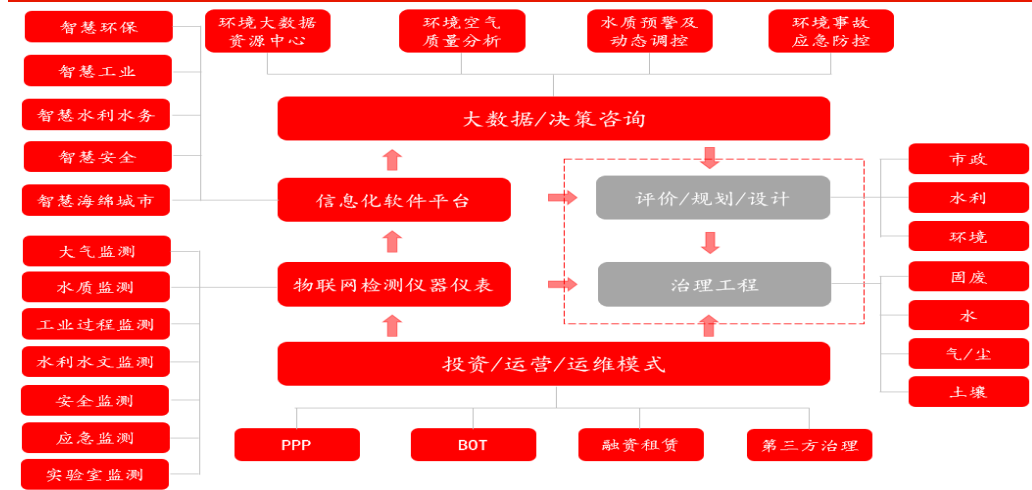 智慧环保
智慧工业
智慧水利水务
智慧安全
智慧海绵城市
环境大数据
资源中心
环境空气
质量分析
水质预警及
动态调控
环境事故
应急防控
大数据/决策咨询
信息化软件平台
评价/规划/设计
市政
水利
环境
大气监测
水质监测
工业过程监测
水利水文监测
安全监测
应急监测
实验室监测
物联网检测仪器仪表
治理工程
固废
水
气/尘
土壤
投资/运营/运维模式
PPP
BOT
融资租赁
第三方治理